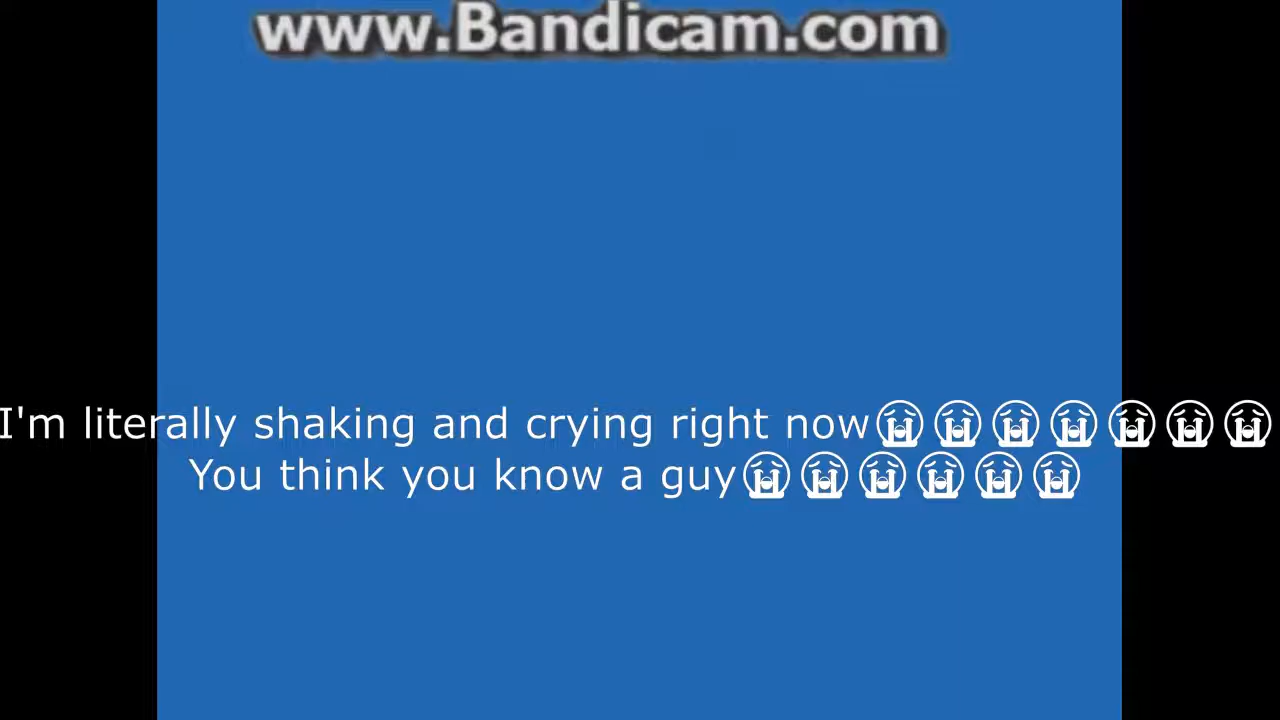 www.Bandicam.com
I'm literally shaking and crying right now😭😭😭😭😭😭😭
You think you know a guy😭😭😭😭😭😭